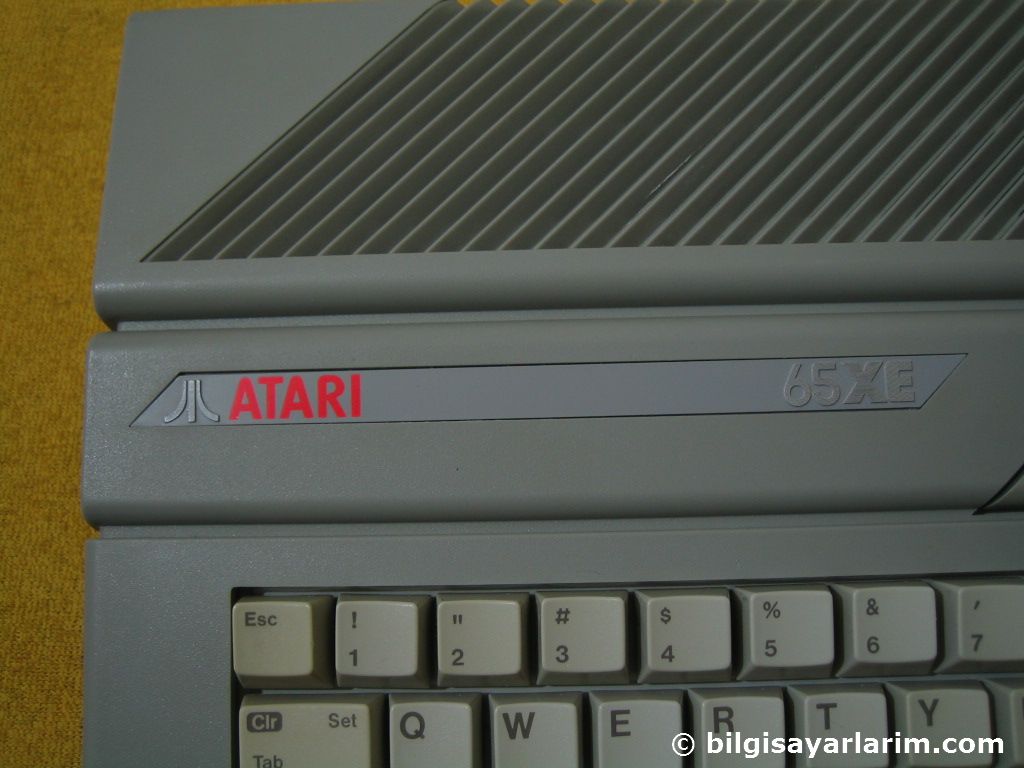 ATARI 65XE
Esc ! 1 " 2 # 3 $ 4 % 5 & 6 ' 7
Clr Set Tab Q W E R T Y
© bilgisayarlarim.com